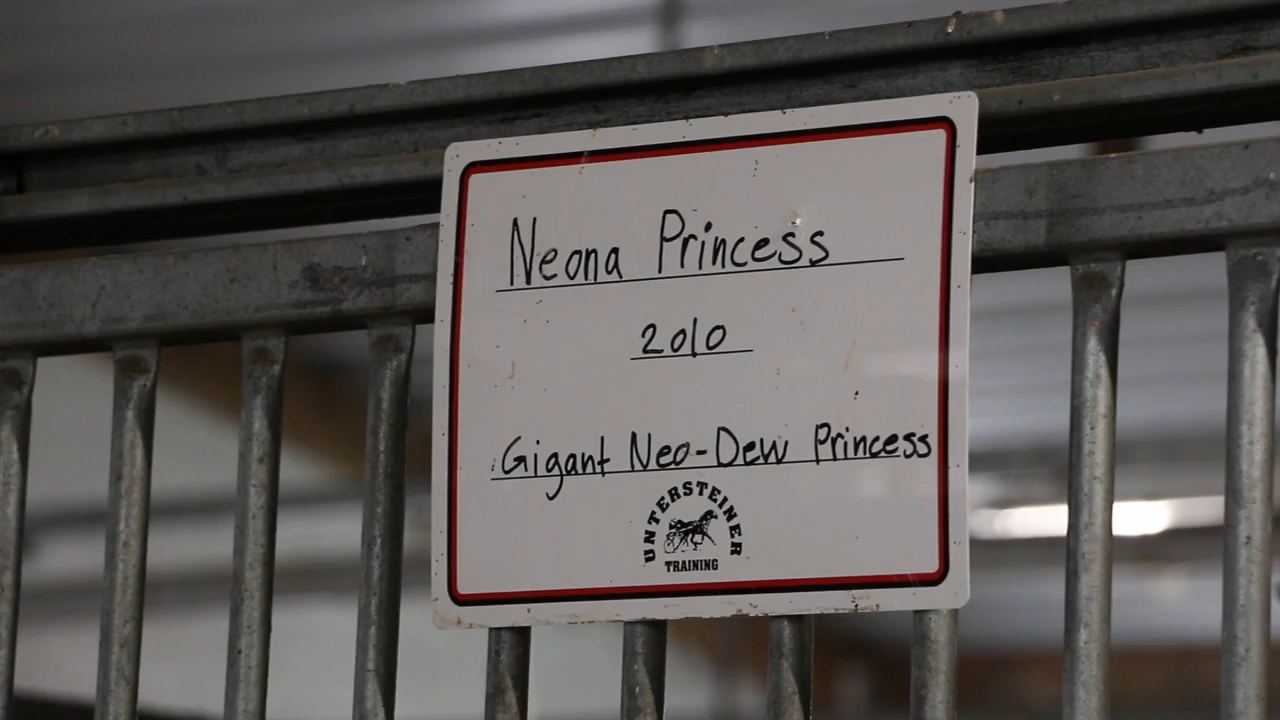 Neona Princess
2010
Gigant Neo-Dew Princess
UNTERSTEINER
TRAINING